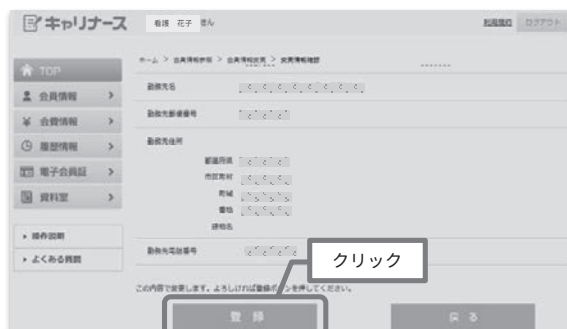 キャリナース
看護 花子 さん
利用規約 ログアウト
ホーム > 会員情報参照 > 会員情報変更 > 変更情報確認
TOP
会員情報
会費情報
履歴情報
電子会員証
資料室
操作説明
よくある質問
勤務先名
勤務先郵便番号
勤務先住所
都道府県
市区町村
町域
番地
建物名
勤務先電話番号
クリック
この内容で変更します。よろしければ登録ボタンを押してください。
登 録
戻 る